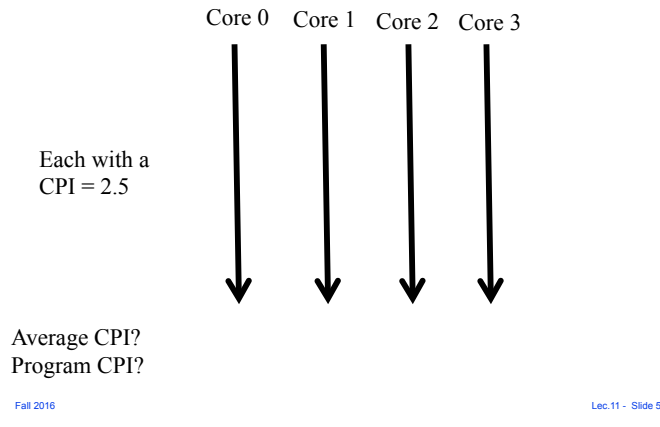 Core 0 Core 1 Core 2 Core 3
Each with a
CPI = 2.5
Average CPI?
Program CPI?
Fall 2016 Lec.11 - Slide 5